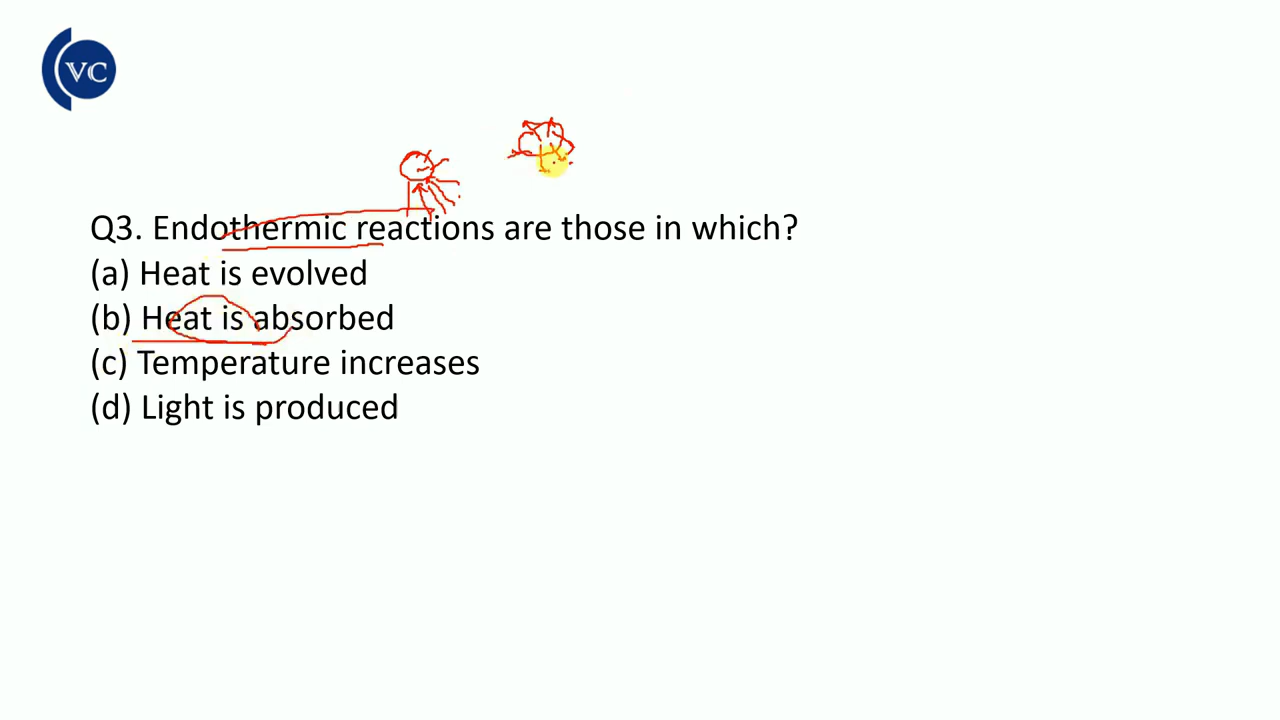 VC
Q3. Endothermic reactions are those in which?
(a) Heat is evolved
(b) Heat is absorbed
(c) Temperature increases
(d) Light is produced